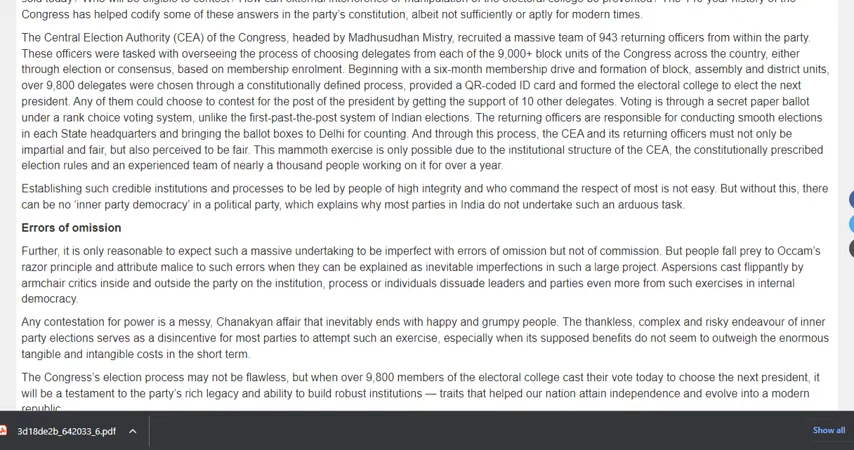 sold today? Who will be eligible to contest? How can external interference or manipulation of the electoral college be prevented? The
Congress has helped codify some of these answers in the party's constitution, albeit not sufficiently or aptly for modern times.
The Central Election Authority (CEA) of the Congress, headed by Madhusudhan Mistry, recruited a massive team of 943 returning officers from within the party.
These officers were tasked with overseeing the process of choosing delegates from each of the 9,000+ block units of the Congress across the country, either
through election or consensus, based on membership enrolment. Beginning with a six-month membership drive and formation of block, assembly and district units,
over 9,800 delegates were chosen through a constitutionally defined process, provided a QR-coded ID card and formed the electoral college to elect the next
president. Any of them could choose to contest for the post of the president by getting the support of 10 other delegates. Voting is through a secret paper ballot
under a rank choice voting system, unlike the first-past-the-post system of Indian elections. The returning officers are responsible for conducting smooth elections
in each State headquarters and bringing the ballot boxes to Delhi for counting. And through this process, the CEA and its returning officers must not only be
impartial and fair, but also perceived to be fair. This mammoth exercise is only possible due to the institutional structure of the CEA, the constitutionally prescribed
election rules and an experienced team of nearly a thousand people working on it for over a year.
Establishing such credible institutions and processes to be led by people of high integrity and who command the respect of most is not easy. But without this, there
can be no 'inner party democracy' in a political party, which explains why most parties in India do not undertake such an arduous task.
Errors of omission
Further, it is only reasonable to expect such a massive undertaking to be imperfect with errors of omission but not of commission. But people fall prey to Occam's
razor principle and attribute malice to such errors when they can be explained as inevitable imperfections in such a large project. Aspersions cast flippantly by
armchair critics inside and outside the party on the institution, process or individuals dissuade leaders and parties even more from such exercises in internal
democracy.
Any contestation for power is a messy, Chanakyan affair that inevitably ends with happy and grumpy people. The thankless, complex and risky endeavour of inner
party elections serves as a disincentive for most parties to attempt such an exercise, especially when its supposed benefits do not seem to outweigh the enormous
tangible and intangible costs in the short term.
The Congress's election process may not be flawless, but when over 9,800 members of the electoral college cast their vote today to choose the next president, it
will be a testament to the party's rich legacy and ability to build robust institutions — traits that helped our nation attain independence and evolve into a modern
republic.
3d18de2b_642033_6.pdf
Show all